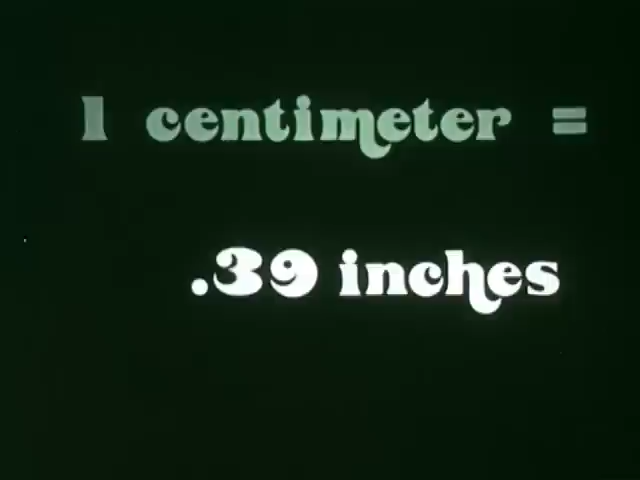 1 centimeter =
.39 inches